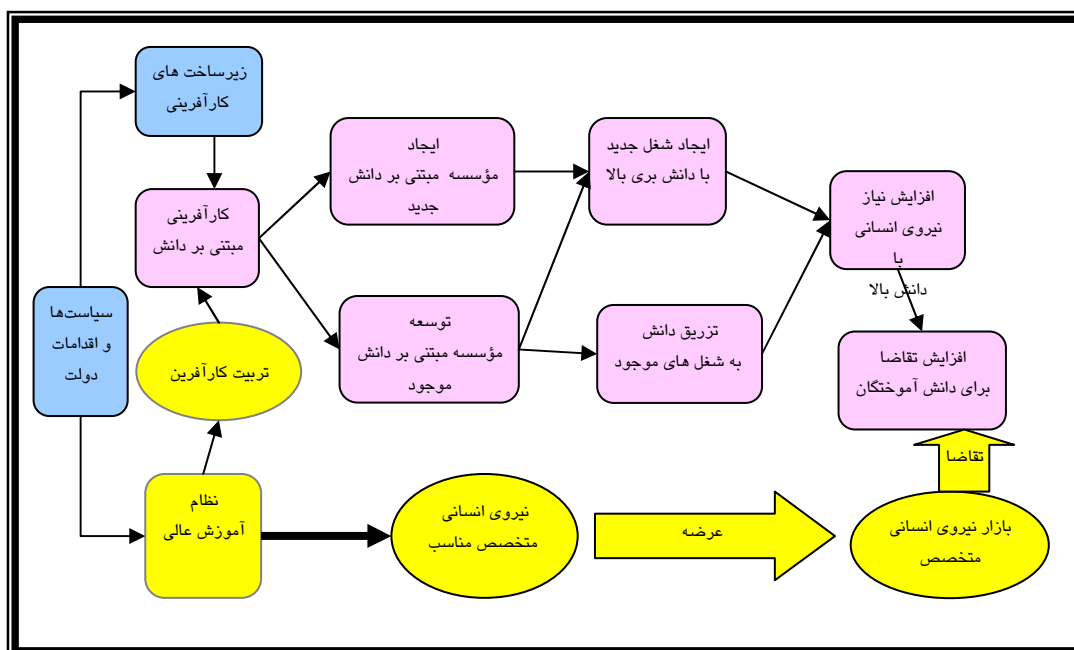 زیرساخت های
کارآفرینی
ایجاد
مؤسسه مبتنی بر دانش
جدید
ایجاد شغل جدید
با دانش بری بالا
کارآفرینی
مبتنی بر دانش
افزایش نیاز
نیروی انسانی
با
دانش بالا
سیاست‌ها
و اقدامات
دولت
توسعه
مؤسسه مبتنی بر دانش
موجود
تزریق دانش
به شغل های موجود
تربیت کارآفرین
افزایش تقاضا
برای دانش آموختگان
تقاضا
نظام
آموزش عالی
نیروی انسانی
متخصص مناسب
عرضه
بازار نیروی انسانی
متخصص